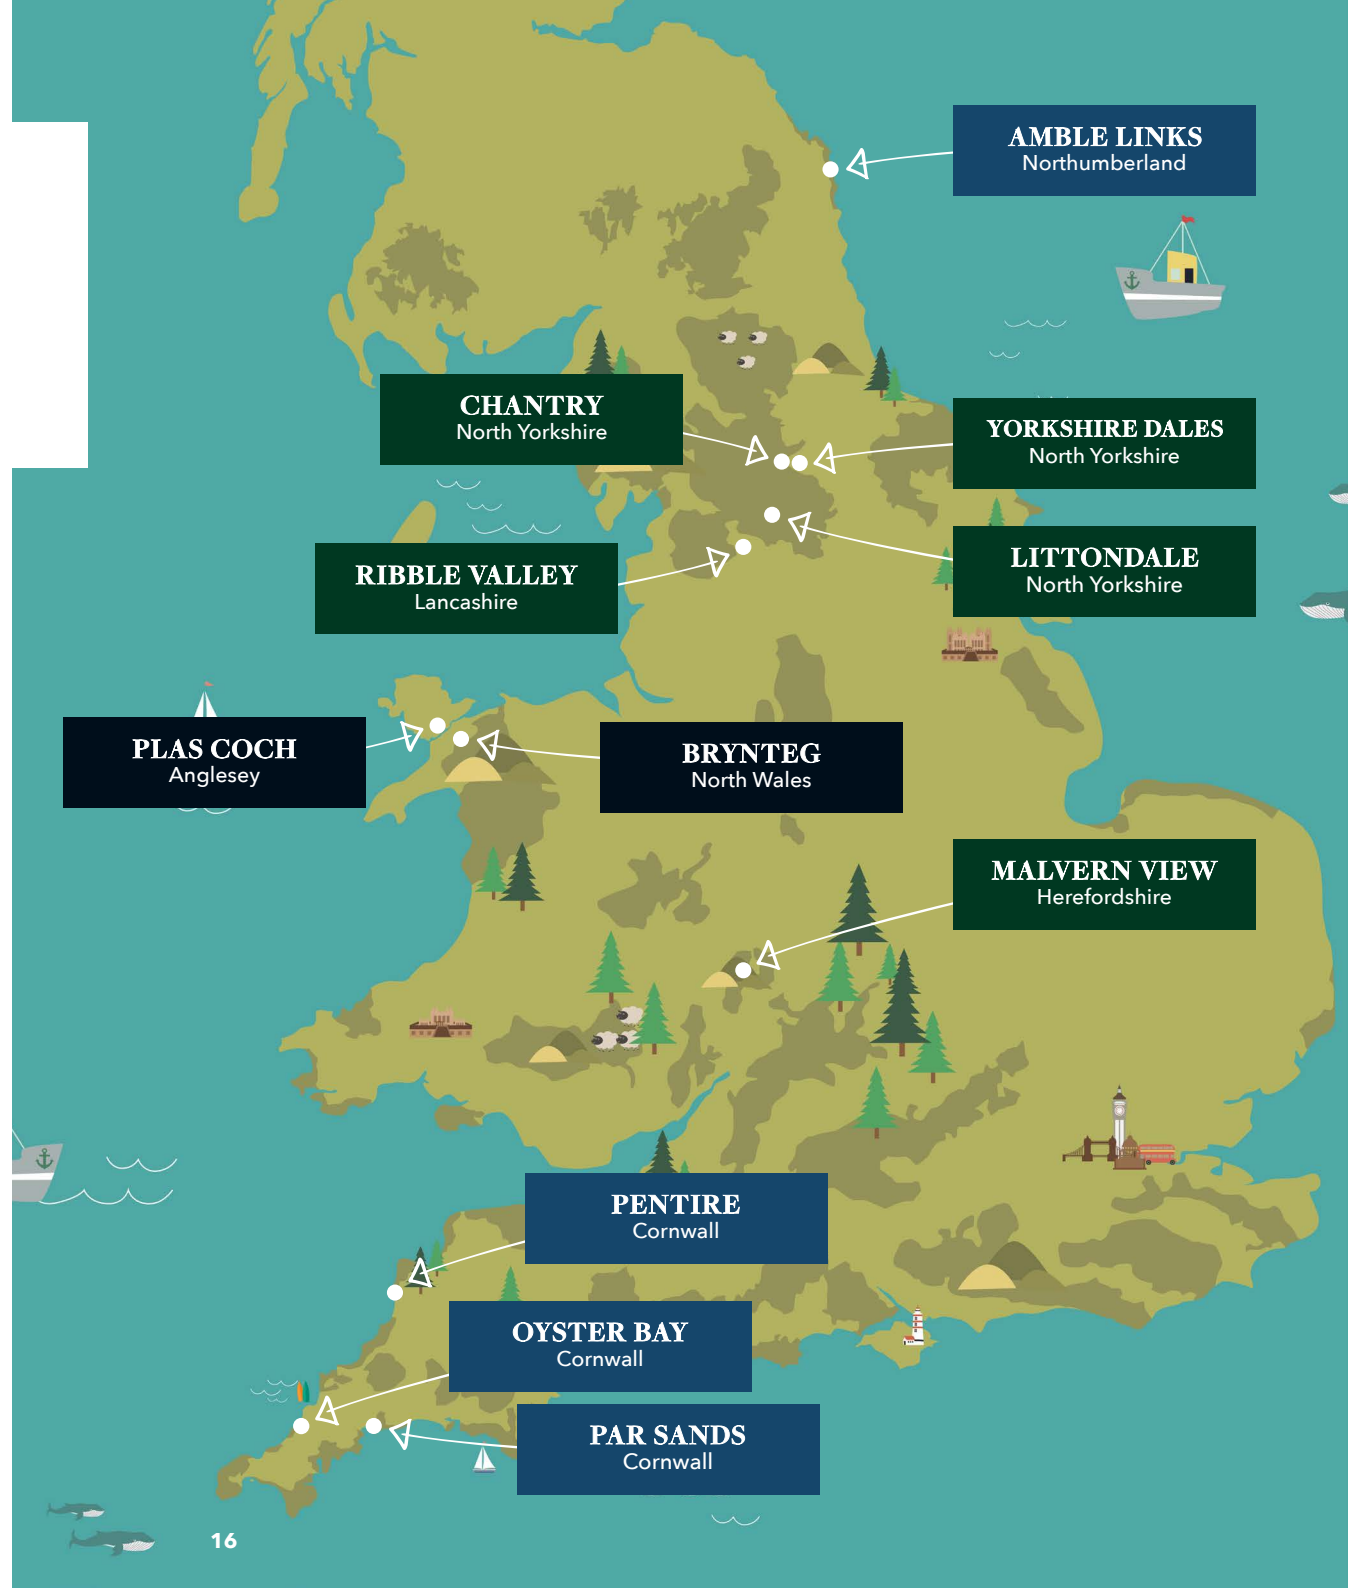 AMBLE LINKS
Northumberland
CHANTRY
North Yorkshire
YORKSHIRE DALES
North Yorkshire
LITTONDALE
North Yorkshire
RIBBLE VALLEY
Lancashire
PLAS COCH
Anglesey
BRYNTEG
North Wales
MALVERN VIEW
Herefordshire
PENTIRE
Cornwall
OYSTER BAY
Cornwall
PAR SANDS
Cornwall
16